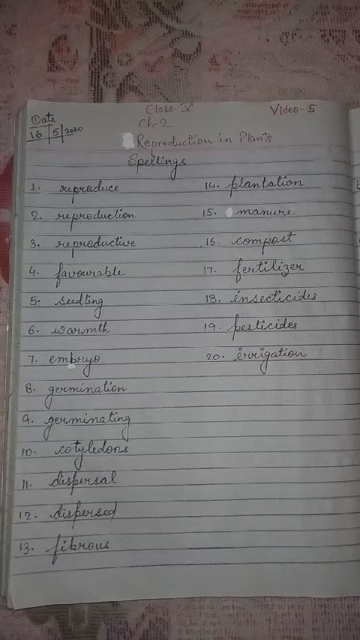 Date
16/5/2020
Class V
Ch-2
Video-5
Reproduction in Plants
Spellings
1. reproduce
2. reproduction
3. reproductive
4. favourable
5. seedling
6. warmth
7. embryo
8. germination
9. germinating
10. cotyledons
11. dispersal
12. dispersed
13. fibrous
14. plantation
15. manure
16. compost
17. fertilizer
18. insecticides
19. pesticides
20. irrigation